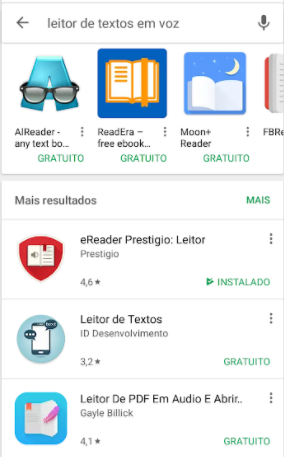 leitor de textos em voz
AIReader -
any text bo...
GRATUITO
ReadEra –
free ebook...
GRATUITO
Moon+
Reader
GRATUITO
FBRe
Mais resultados
MAIS
eReader Prestigio: Leitor
Prestigio
4,6★
INSTALADO
Leitor de Textos
ID Desenvolvimento
3,2★
GRATUITO
Leitor De PDF Em Audio E Abrir..
Gayle Billick
4,1★
GRATUITO